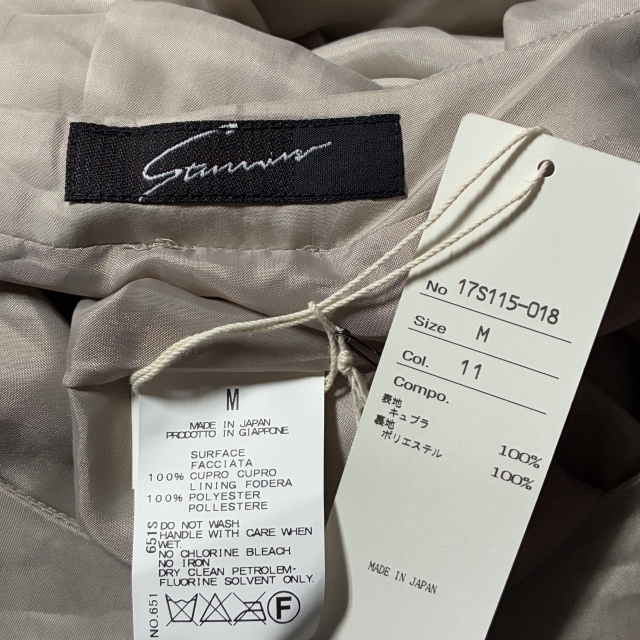 M
MADE IN JAPAN
PRODOTTO IN GIAPPONE
SURFACE
FACCIATA
100% CUPRO CUPRO
LINING FODERA
100% POLYESTER
POLLESTERE
DO NOT WASH
HANDLE WITH CARE WHEN
WET.
NO CHLORINE BLEACH
NO IRON
DRY CLEAN PETROLEM-
FLUORINE SOLVENT ONLY.
F
NO.651 651S
No 17S115-018
Size M
Col. 11
Compo.
表地
キュプラ 100%
裏地
ポリエステル 100%
MADE IN JAPAN